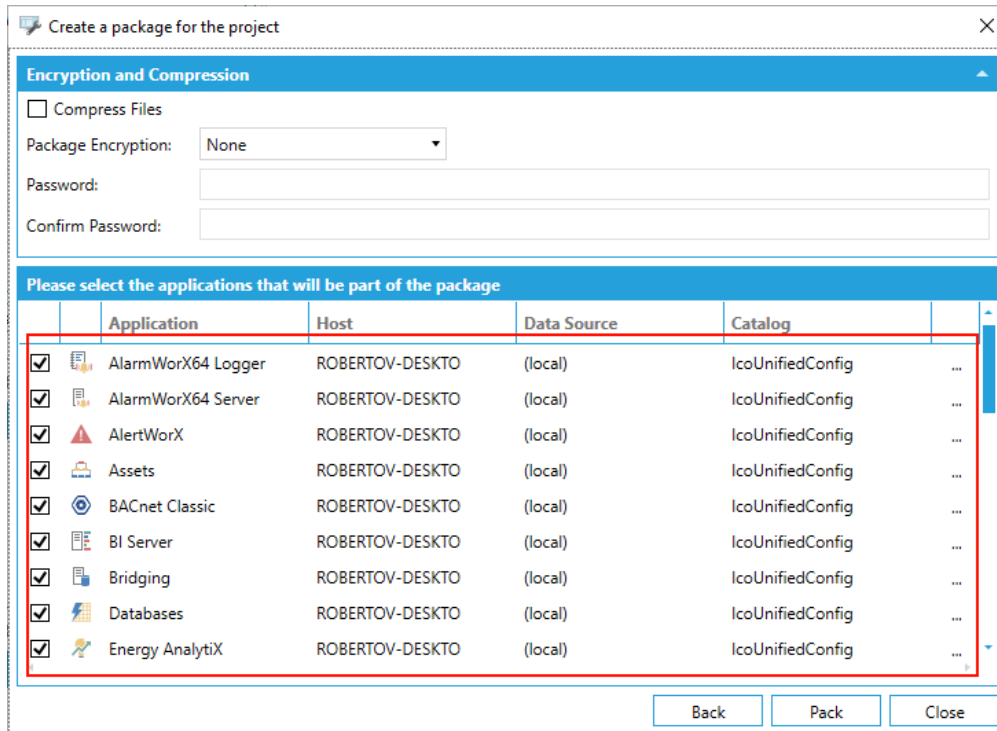 Create a package for the project
Encryption and Compression
Compress Files
Package Encryption: None
Password:
Confirm Password:
Please select the applications that will be part of the package
Application Host Data Source Catalog
AlarmWorX64 Logger ROBERTOV-DESKTO (local) IcoUnifiedConfig ...
AlarmWorX64 Server ROBERTOV-DESKTO (local) IcoUnifiedConfig ...
AlertWorX ROBERTOV-DESKTO (local) IcoUnifiedConfig ...
Assets ROBERTOV-DESKTO (local) IcoUnifiedConfig ...
BACnet Classic ROBERTOV-DESKTO (local) IcoUnifiedConfig ...
BI Server ROBERTOV-DESKTO (local) IcoUnifiedConfig ...
Bridging ROBERTOV-DESKTO (local) IcoUnifiedConfig ...
Databases ROBERTOV-DESKTO (local) IcoUnifiedConfig ...
Energy AnalytiX ROBERTOV-DESKTO (local) IcoUnifiedConfig ...
Back Pack Close